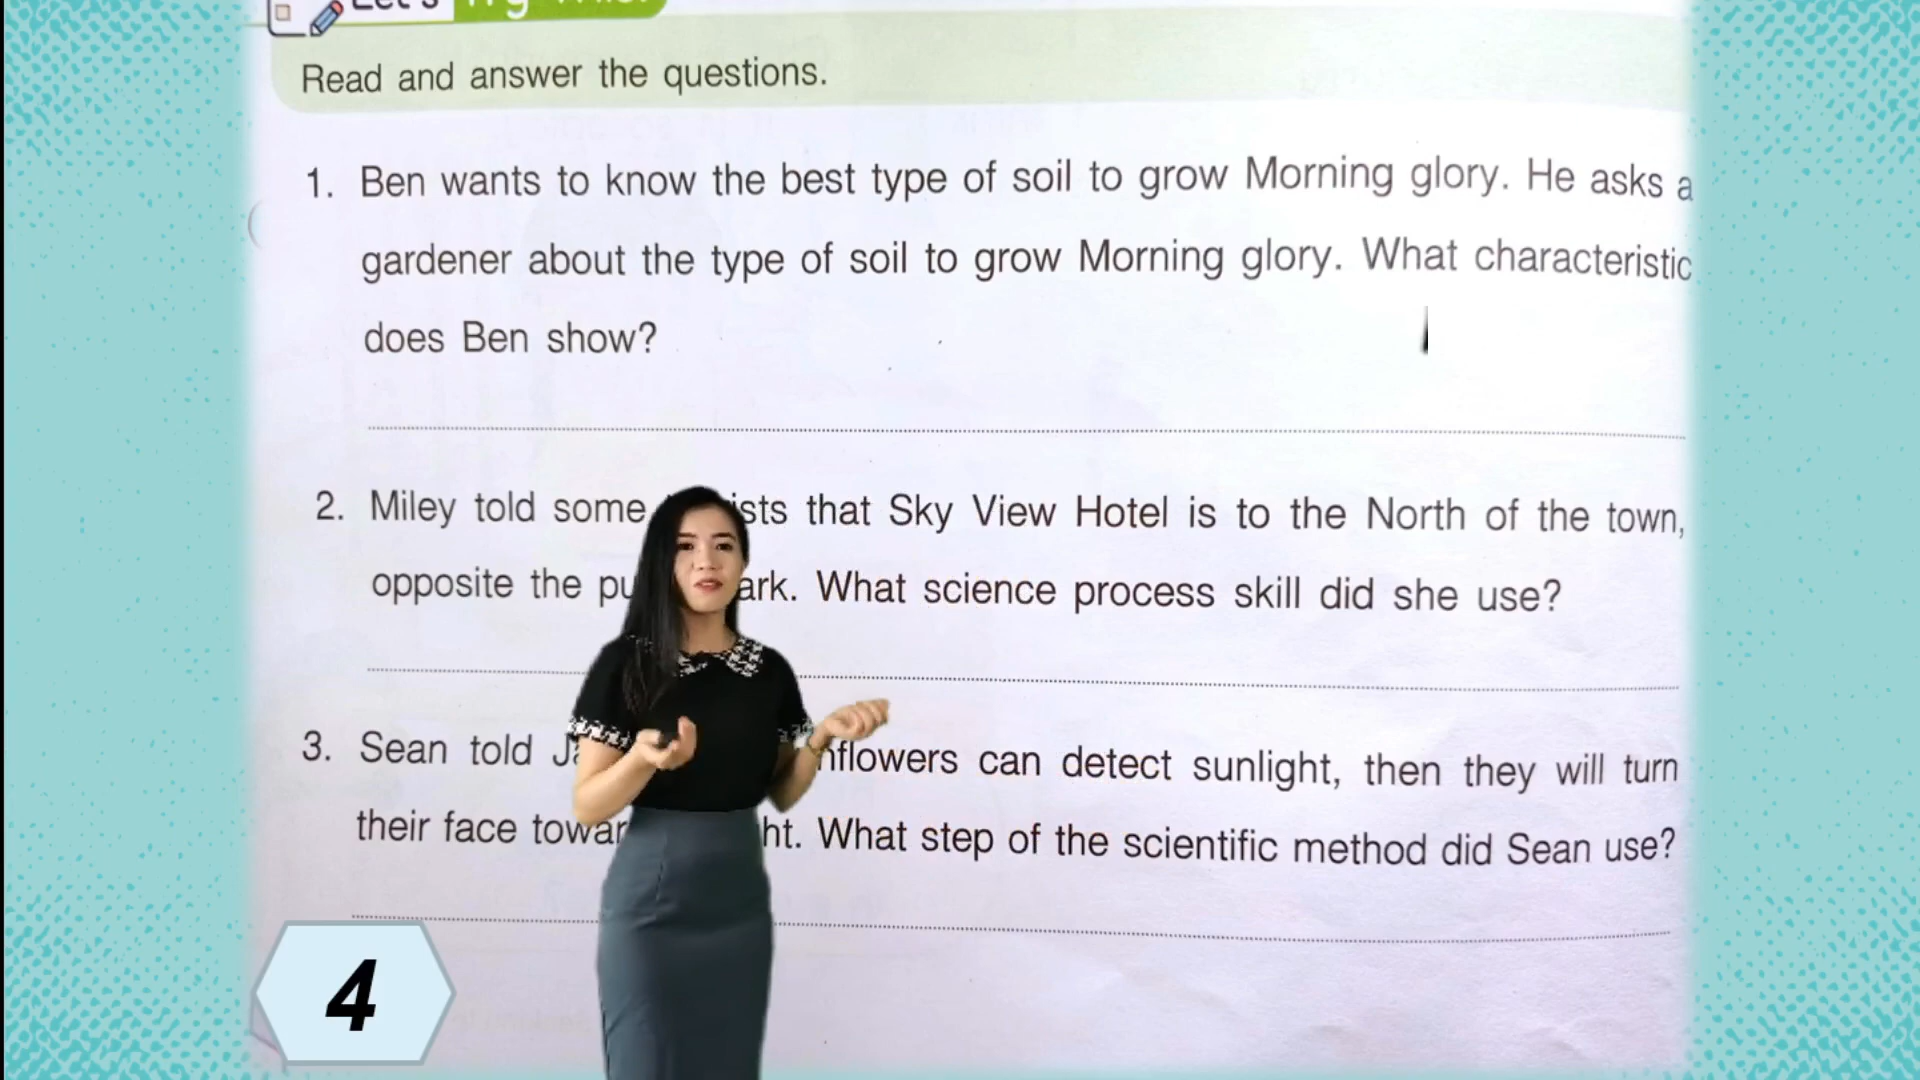 Let's Try This!
Read and answer the questions.
1. Ben wants to know the best type of soil to grow Morning glory. He asks a
gardener about the type of soil to grow Morning glory. What characteristic
does Ben show?
2. Miley told some that Sky View Hotel is to the North of the town,
opposite the What science process skill did she use?
3. Sean told can detect sunlight, then they will turn
their face What step of the scientific method did Sean use?
4